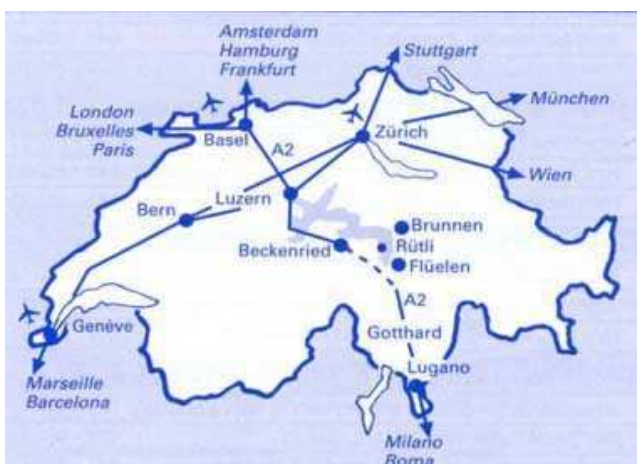 Amsterdam
Hamburg
Frankfurt
Stuttgart
München
London
Bruxelles
Paris
Basel
A2
Zürich
Wien
Bern
Luzern
Brunnen
Beckenried
Rütli
Flüelen
A2
Genève
Gotthard
Lugano
Marseille
Barcelona
Milano
Roma